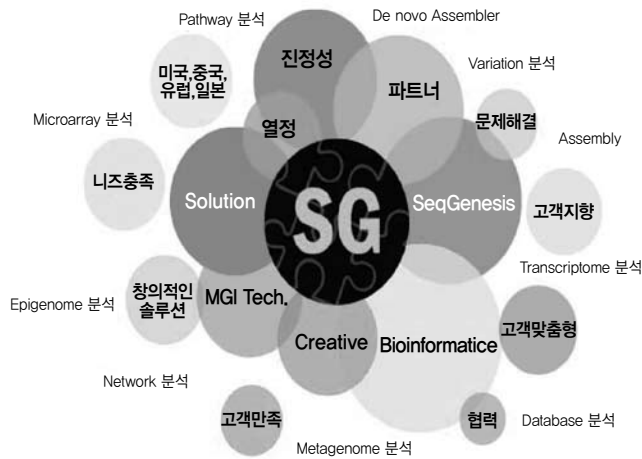 Pathway 분석
De novo Assembler
진정성
미국,중국,
유럽,일본
파트너
Variation 분석
열정
문제해결
Microarray 분석
Assembly
니즈충족
Solution
SG
SeqGenesis
고객지향
Transcriptome 분석
창의적인
솔루션
Epigenome 분석
MGI Tech.
Creative
Bioinformatice
고객맞춤형
Network 분석
고객만족
협력
Database 분석
Metagenome 분석